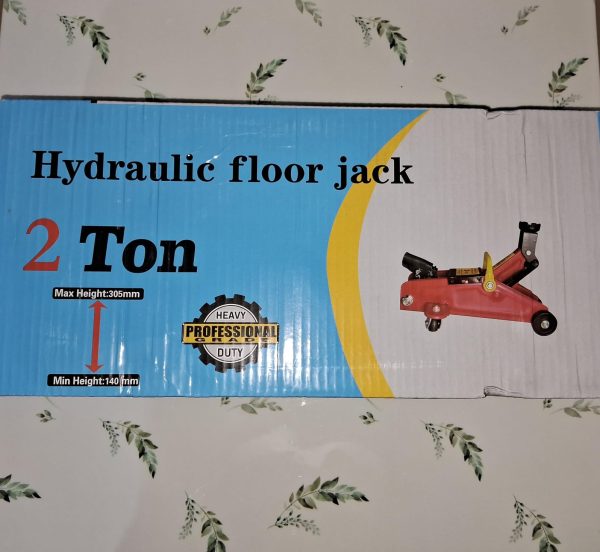 Hydraulic floor jack
2 Ton
Max Height:305mm
HEAVY
PROFESSIONAL
GRADE
DUTY
Min Height:140 mm